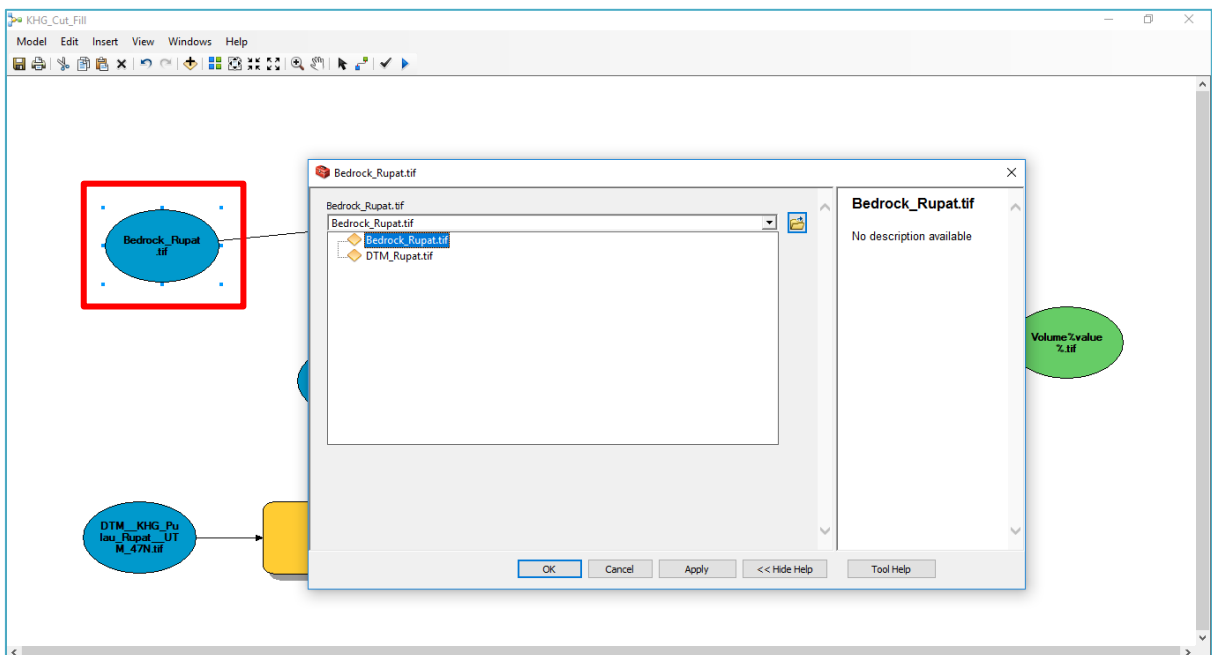 KHG_Cut_Fill
Model Edit Insert View Windows Help
Bedrock_Rupat.tif
Bedrock_Rupat.tif
Bedrock_Rupat.tif
Bedrock_Rupat.tif
DTM_Rupat.tif
Bedrock_Rupat.tif
No description available
Bedrock_Rupat
.tif
Volume%value
%.tif
DTM__KHG_Pu
lau_Rupat__UT
M_47N.tif
OK Cancel Apply << Hide Help Tool Help